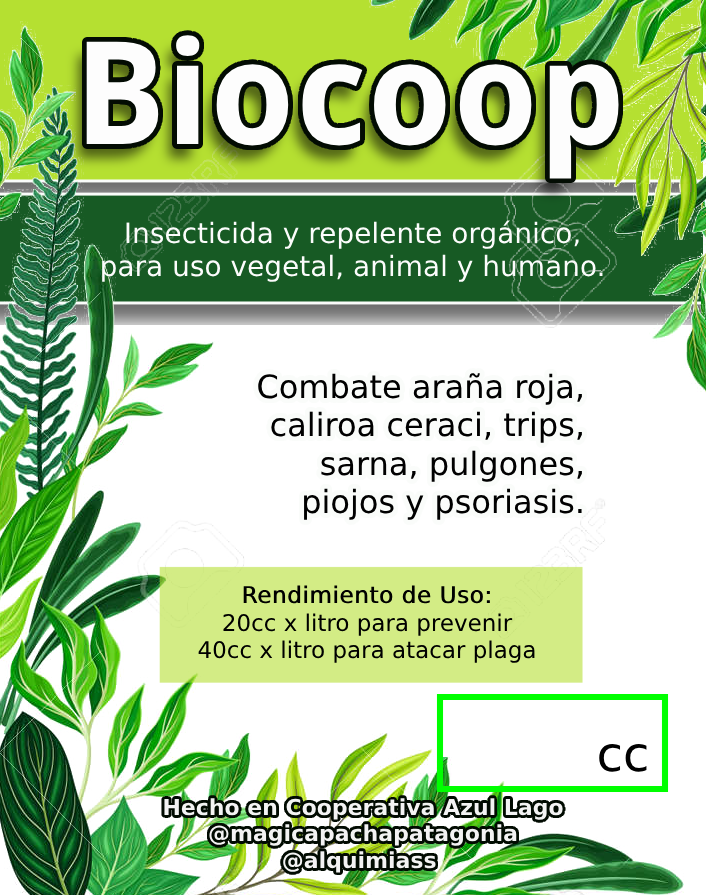 Biocoop
Insecticida y repelente orgánico,
para uso vegetal, animal y humano.
Combate araña roja,
caliroa ceraci, trips,
sarna, pulgones,
piojos y psoriasis.
Rendimiento de Uso:
20cc x litro para prevenir
40cc x litro para atacar plaga
cc
Hecho en Cooperativa Azul Lago
@magicapachapatagonia
@alquimiass